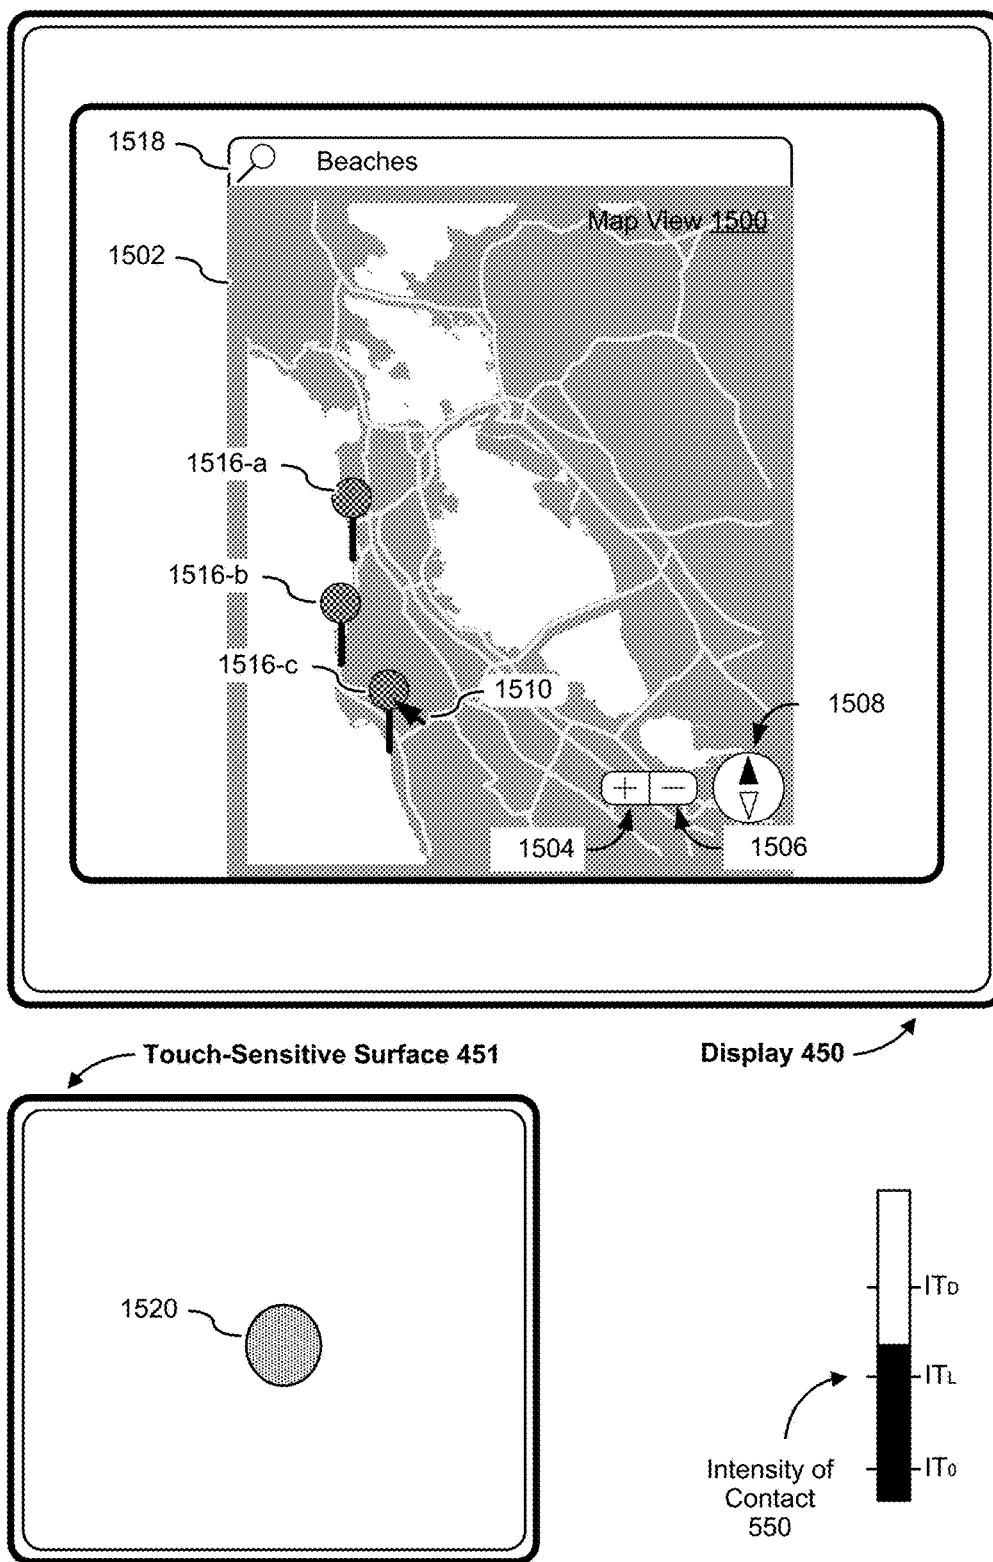 1518
Beaches
Map View 1500
1502
1516-a
1516-b
1516-c
1510
1508
1504
1506
Touch-Sensitive Surface 451
Display 450
1520
ITD
ITL
IT0
Intensity of
Contact
550